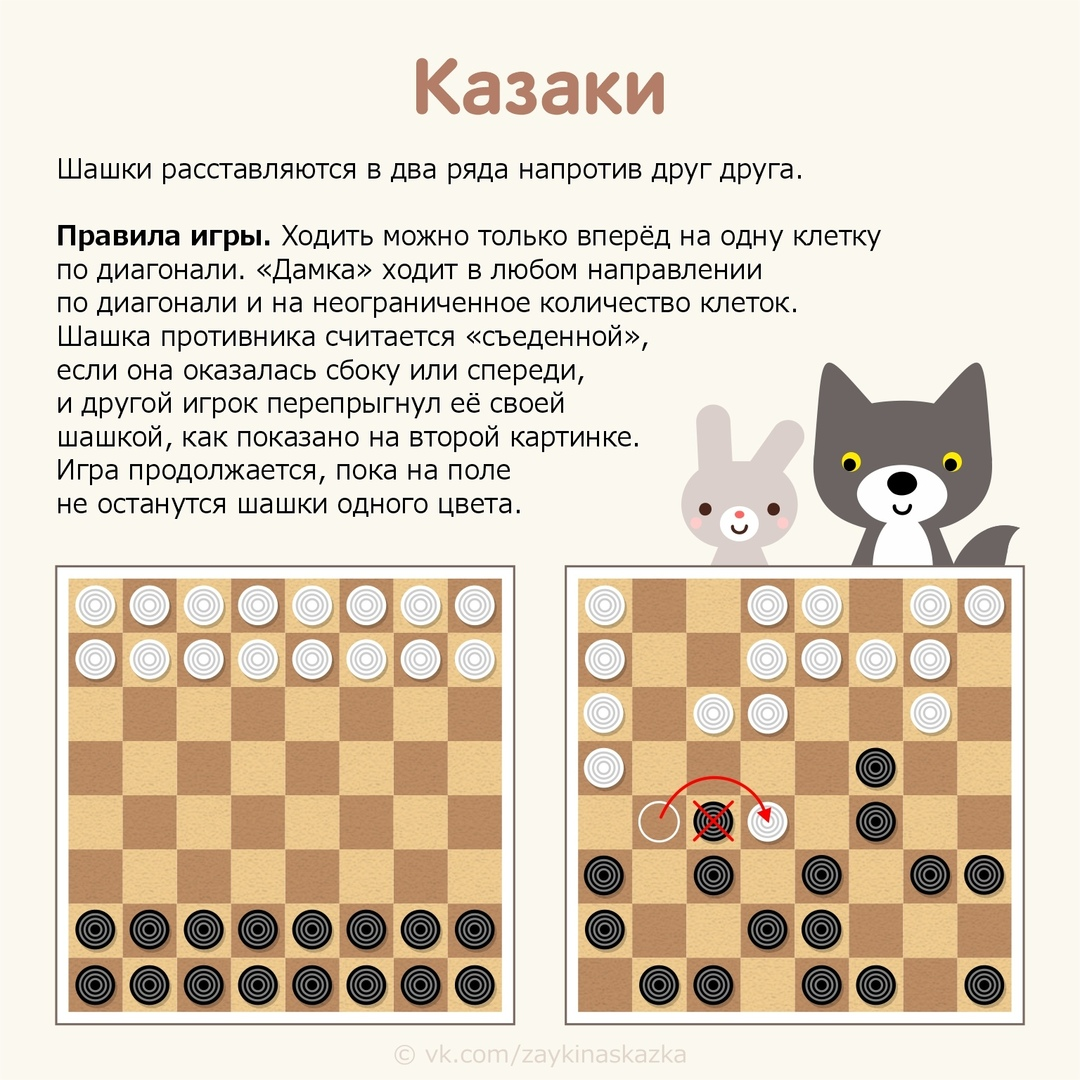 Казаки
Шашки расставляются в два ряда напротив друг друга.
Правила игры. Ходить можно только вперёд на одну клетку
по диагонали. «Дамка» ходит в любом направлении
по диагонали и на неограниченное количество клеток.
Шашка противника считается «съеденной»,
если она оказалась сбоку или спереди,
и другой игрок перепрыгнул её своей
шашкой, как показано на второй картинке.
Игра продолжается, пока на поле
не останутся шашки одного цвета.
© vk.com/zaykinaskazka